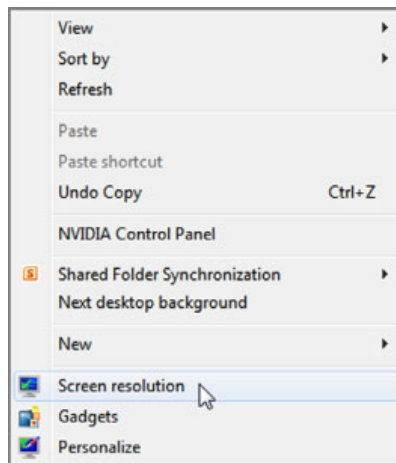 View
Sort by
Refresh
Paste
Paste shortcut
Undo Copy Ctrl+Z
NVIDIA Control Panel
S Shared Folder Synchronization
Next desktop background
New
Screen resolution
Gadgets
Personalize